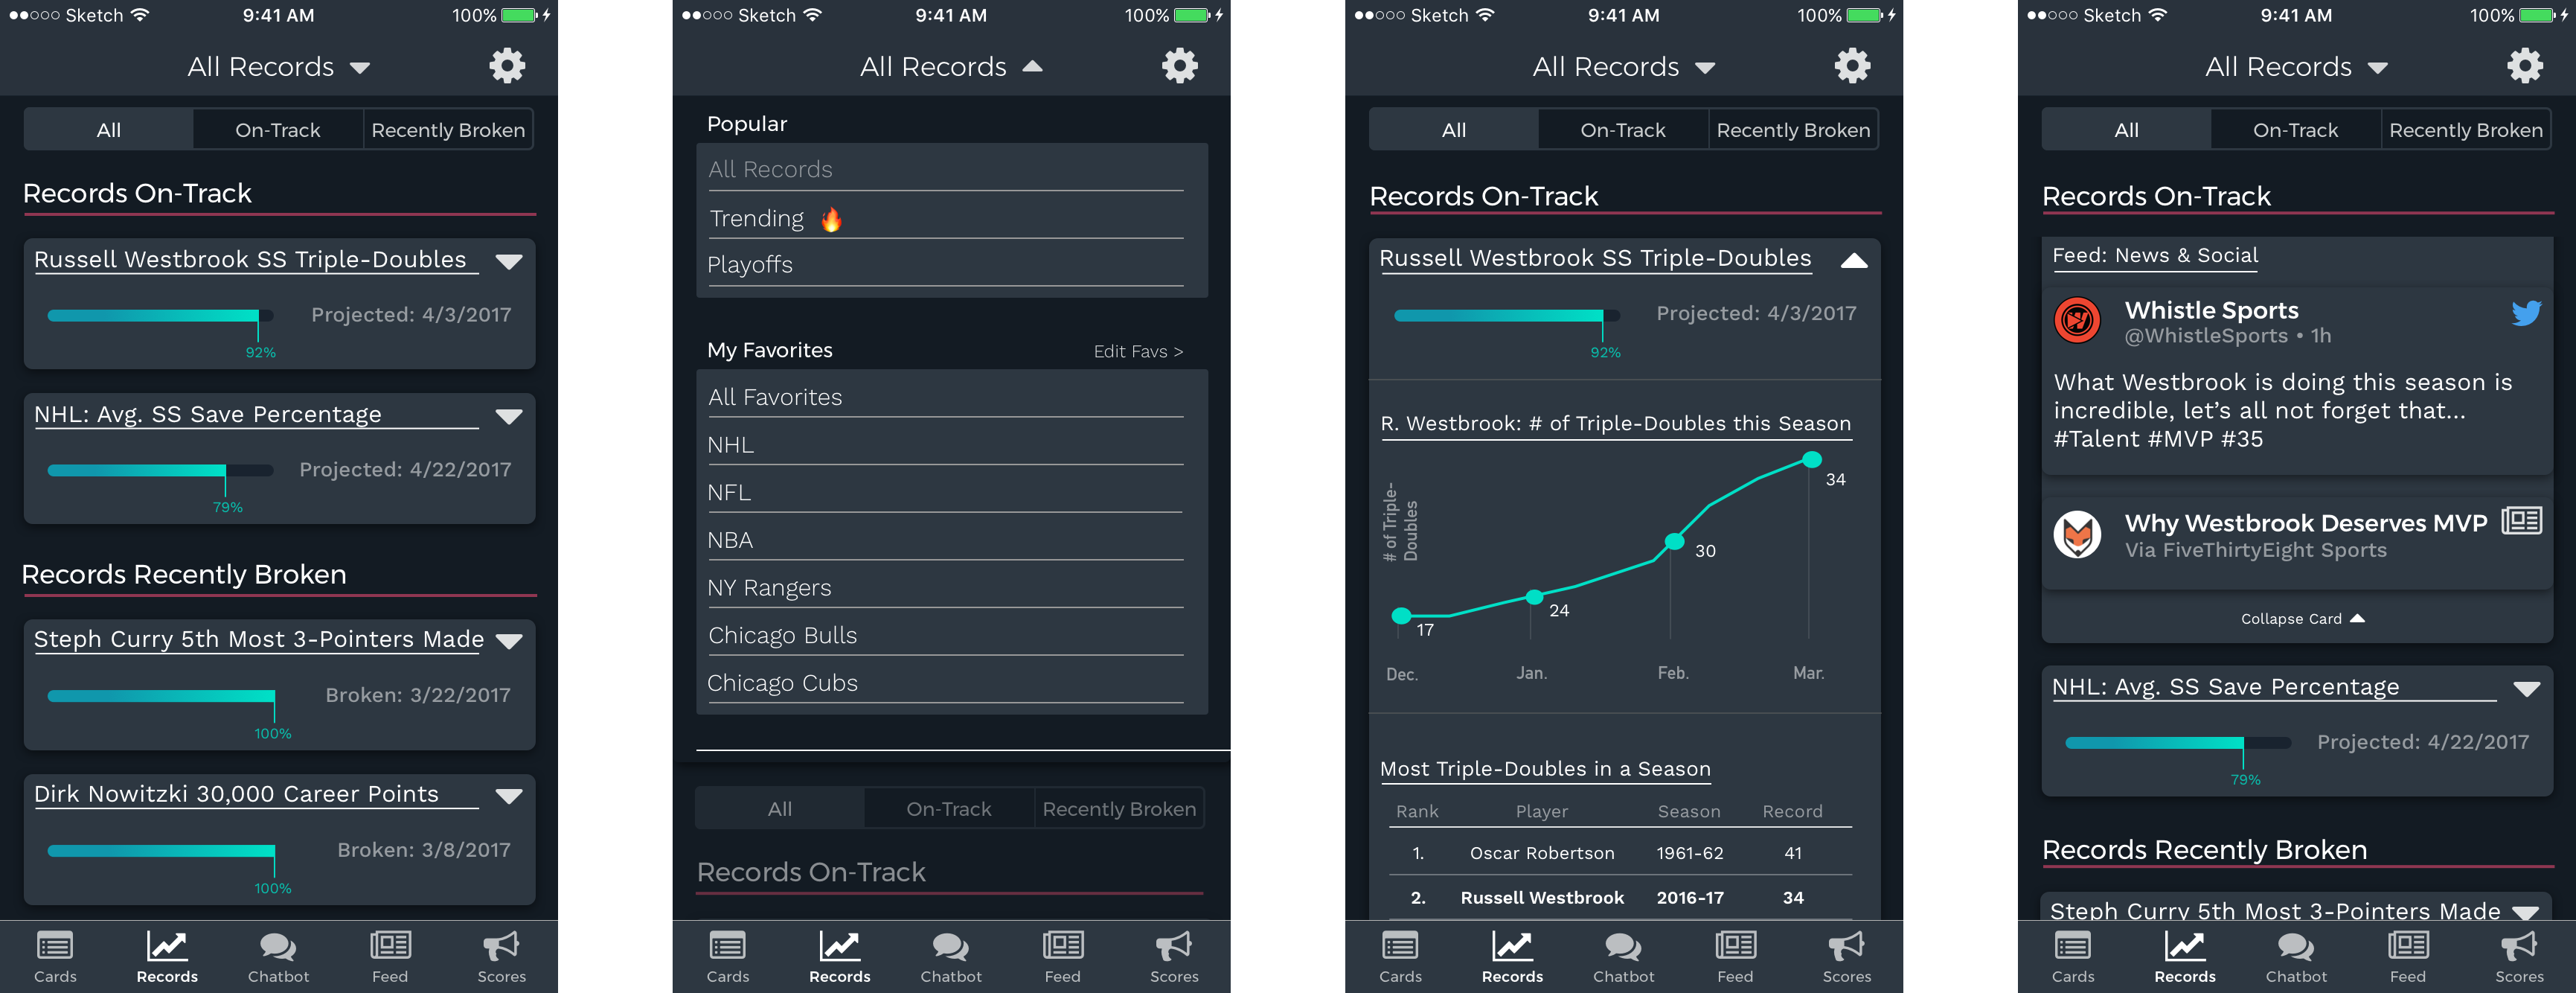 Sketch 9:41 AM 100%
All Records
All On-Track Recently Broken
Records On-Track
Russell Westbrook SS Triple-Doubles
Projected: 4/3/2017
92%
NHL: Avg. SS Save Percentage
Projected: 4/22/2017
79%
Records Recently Broken
Steph Curry 5th Most 3-Pointers Made
Broken: 3/22/2017
100%
Dirk Nowitzki 30,000 Career Points
Broken: 3/8/2017
100%
Cards Records Chatbot Feed Scores
Sketch 9:41 AM 100%
All Records
Popular
All Records
Trending 🔥
Playoffs
My Favorites Edit Favs >
All Favorites
NHL
NFL
NBA
NY Rangers
Chicago Bulls
Chicago Cubs
All On-Track Recently Broken
Records On-Track
Cards Records Chatbot Feed Scores
Sketch 9:41 AM 100%
All Records
All On-Track Recently Broken
Records On-Track
Russell Westbrook SS Triple-Doubles
Projected: 4/3/2017
92%
R. Westbrook: # of Triple-Doubles this Season
# of Triple-
Doubles
34
30
24
17
Dec. Jan. Feb. Mar.
Most Triple-Doubles in a Season
Rank Player Season Record
1. Oscar Robertson 1961-62 41
2. Russell Westbrook 2016-17 34
Cards Records Chatbot Feed Scores
Sketch 9:41 AM 100%
All Records
All On-Track Recently Broken
Records On-Track
Feed: News & Social
Whistle Sports
@WhistleSports • 1h
What Westbrook is doing this season is
incredible, let’s all not forget that...
#Talent #MVP #35
Why Westbrook Deserves MVP
Via FiveThirtyEight Sports
Collapse Card
NHL: Avg. SS Save Percentage
Projected: 4/22/2017
79%
Records Recently Broken
Steph Curry 5th Most 3-Pointers Made
Cards Records Chatbot Feed Scores